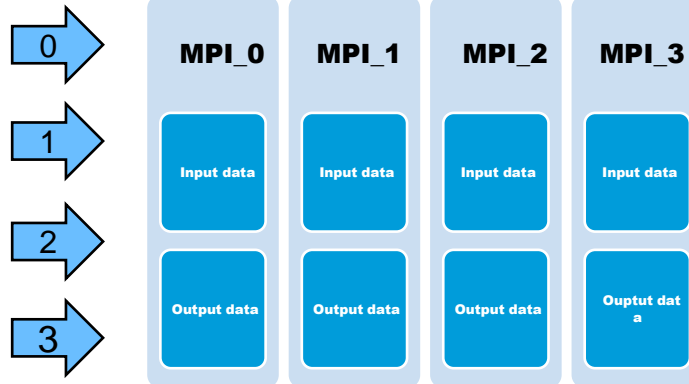 0
MPI_0
MPI_1
MPI_2
MPI_3
1
Input data
Input data
Input data
Input data
2
Output data
Output data
Output data
Ouptut dat
a
3